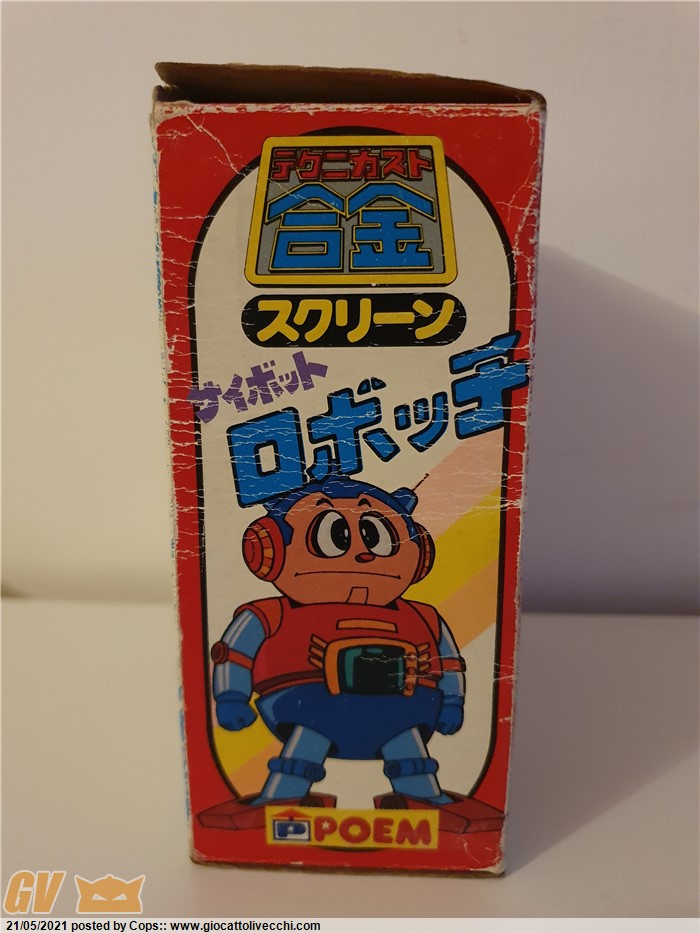 テクニカスト
合金
スクリーン
サイボット
ロボッ子
P POEM
GV
21/05/2021 posted by Cops:: www.giocattolivecchi.com